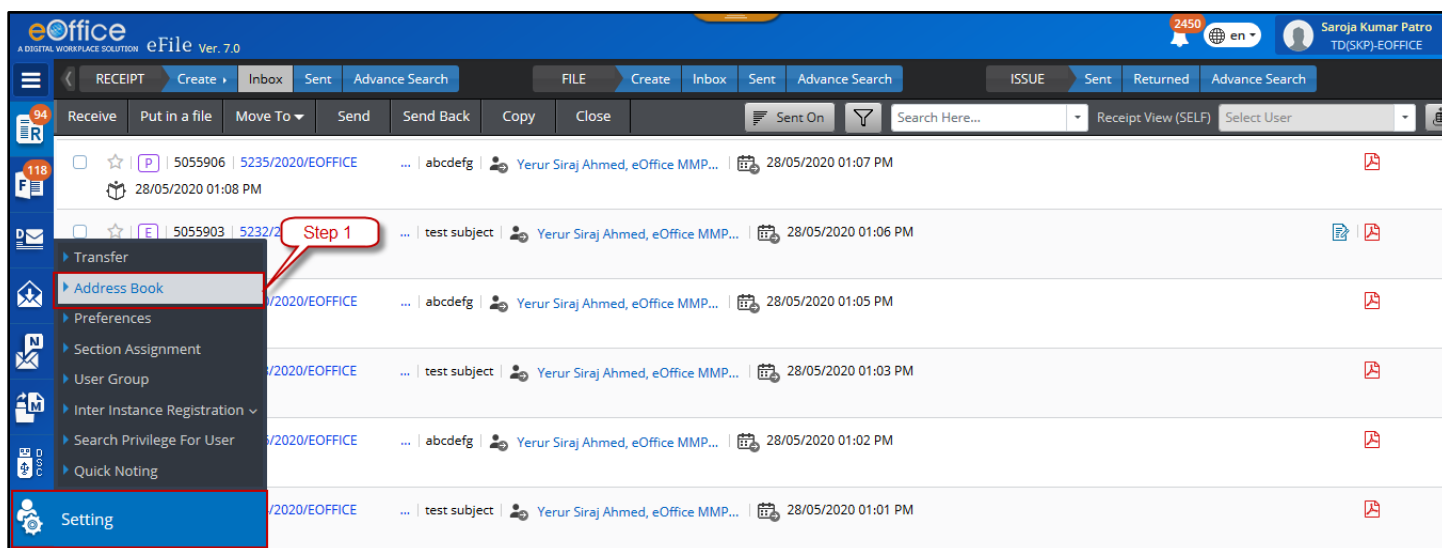 eOffice
A DIGITAL WORKPLACE SOLUTION eFile Ver. 7.0
2450 en Saroja Kumar Patro
TD(SKP)-EOFFICE
RECEIPT Create Inbox Sent Advance Search FILE Create Inbox Sent Advance Search ISSUE Sent Returned Advance Search
94 R Receive Put in a file Move To Send Send Back Copy Close Sent On Search Here... Receipt View (SELF) Select User
P 5055906 5235/2020/EOFFICE ... abcdefg Yerur Siraj Ahmed, eOffice MMP... 28/05/2020 01:07 PM
118 F 28/05/2020 01:08 PM
D E 5055903 5232/2 Step 1 ... test subject Yerur Siraj Ahmed, eOffice MMP... 28/05/2020 01:06 PM
Transfer
Address Book /2020/EOFFICE ... abcdefg Yerur Siraj Ahmed, eOffice MMP... 28/05/2020 01:05 PM
Preferences
N Section Assignment
User Group /2020/EOFFICE ... test subject Yerur Siraj Ahmed, eOffice MMP... 28/05/2020 01:03 PM
M Inter Instance Registration
Search Privilege For User /2020/EOFFICE ... abcdefg Yerur Siraj Ahmed, eOffice MMP... 28/05/2020 01:02 PM
DSC Quick Noting
Setting /2020/EOFFICE ... test subject Yerur Siraj Ahmed, eOffice MMP... 28/05/2020 01:01 PM